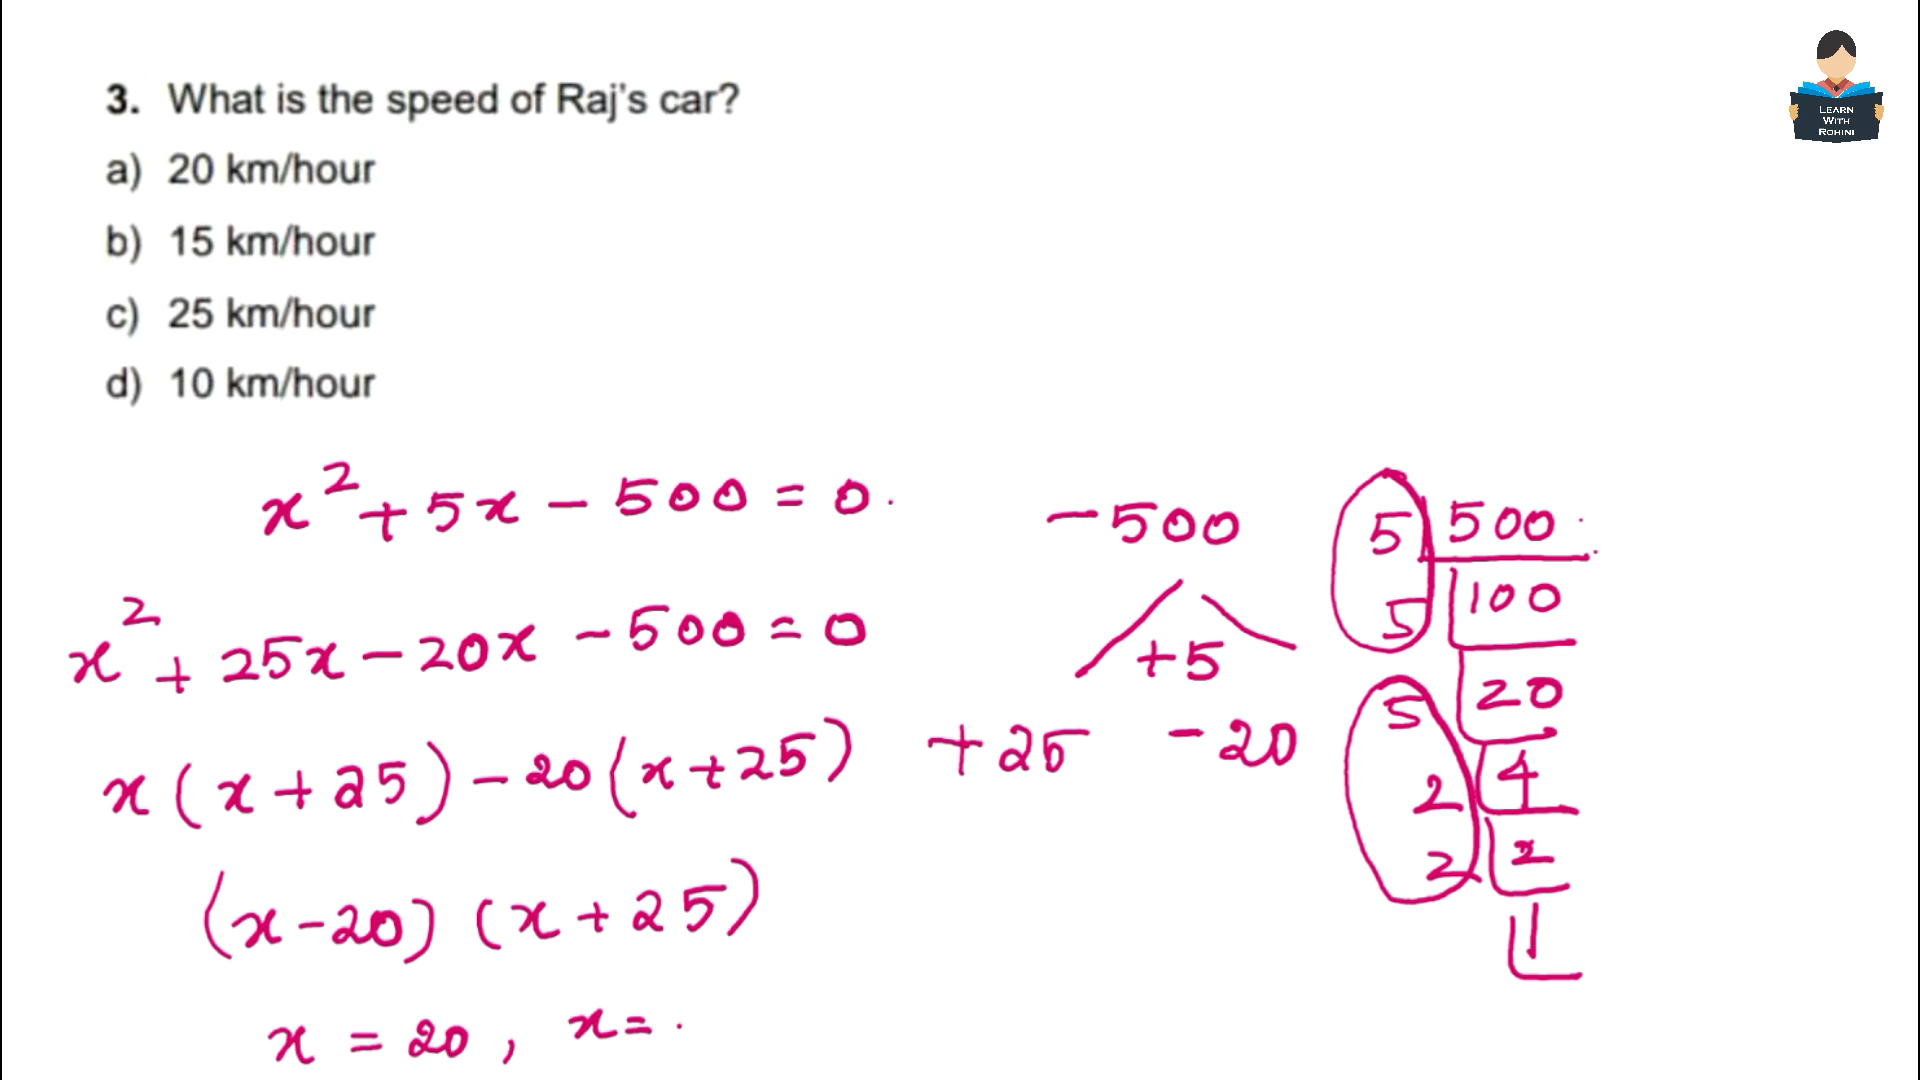 3. What is the speed of Raj's car?
LEARN
WITH
ROHINI
a) 20 km/hour
b) 15 km/hour
c) 25 km/hour
d) 10 km/hour
x² + 5x - 500 = 0.
x² + 25x - 20x - 500 = 0
x(x+25) - 20(x+25)
(x-20) (x+25)
x = 20, x = .
-500
+5
+25 -20
5 500
5 100
5 20
2 4
2 2
1